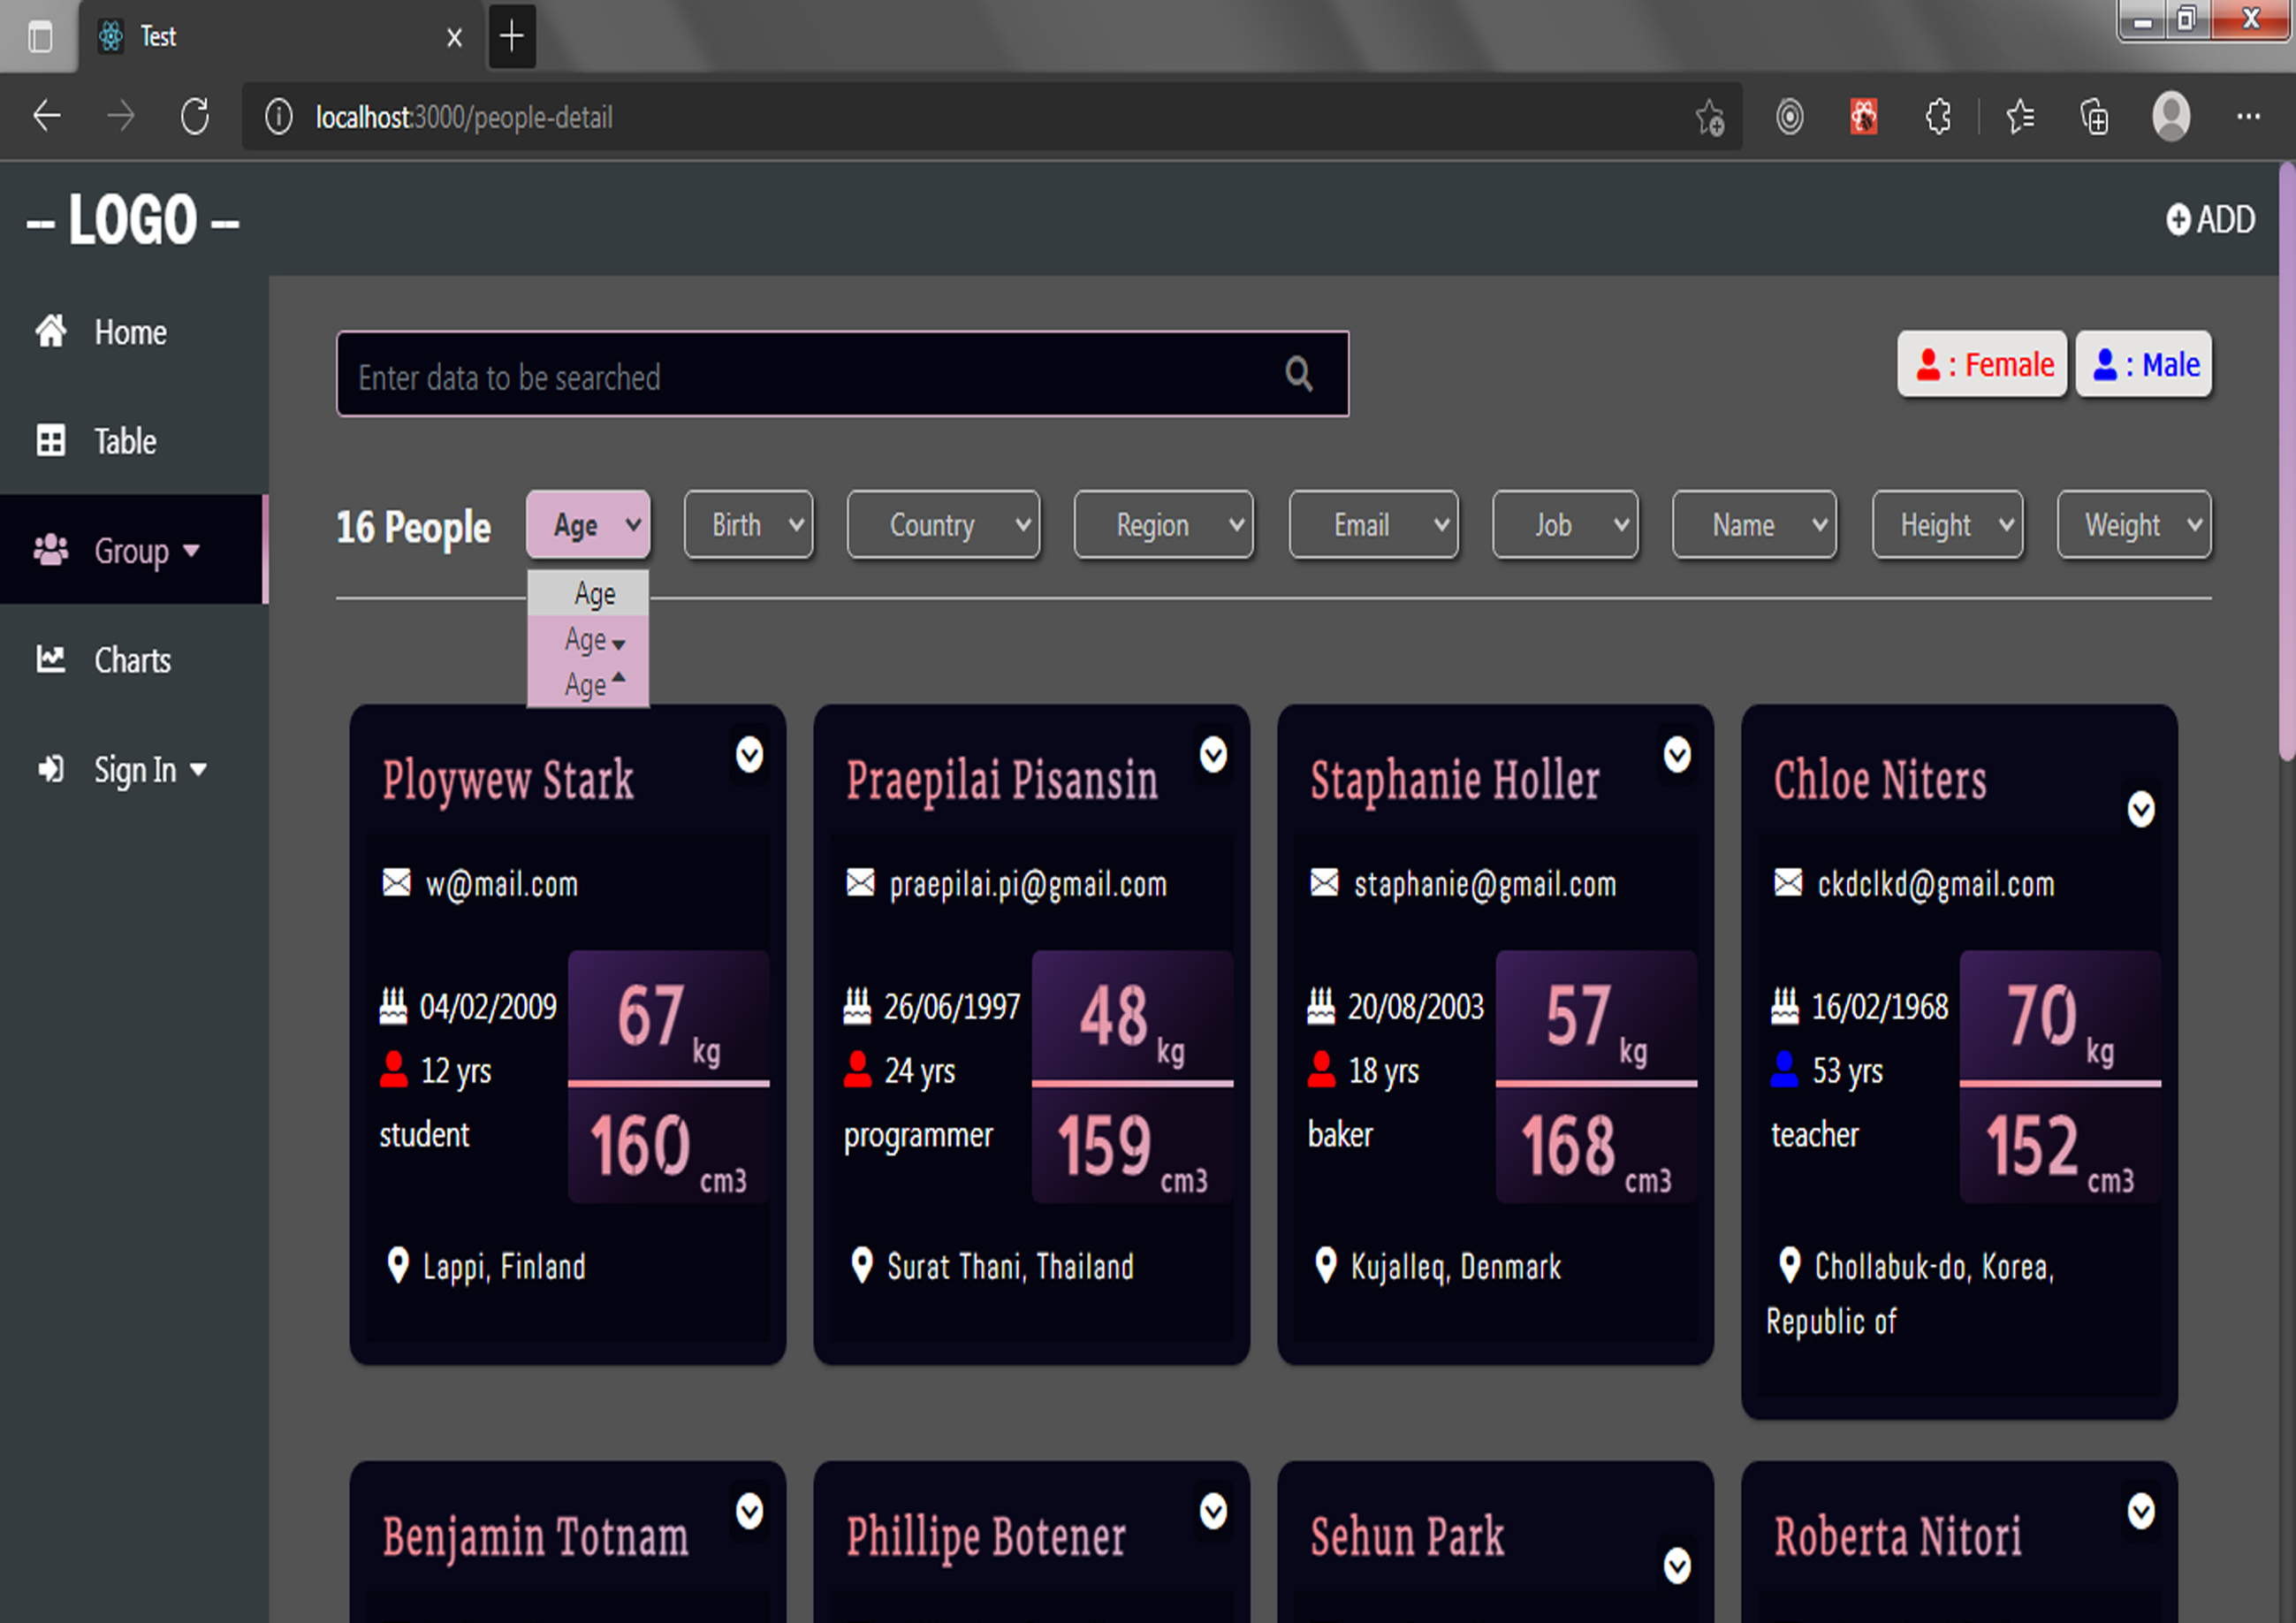 Test
localhost:3000/people-detail
-- LOGO --
ADD
Home
Table
Group
Charts
Sign In
Enter data to be searched
: Female
: Male
16 People
Age
Birth
Country
Region
Email
Job
Name
Height
Weight
Age
Age
Age
Ploywew Stark
w@mail.com
04/02/2009
12 yrs
student
67 kg
160 cm3
Lappi, Finland
Praepilai Pisansin
praepilai.pi@gmail.com
26/06/1997
24 yrs
programmer
48 kg
159 cm3
Surat Thani, Thailand
Staphanie Holler
staphanie@gmail.com
20/08/2003
18 yrs
baker
57 kg
168 cm3
Kujalleq, Denmark
Chloe Niters
ckdclkd@gmail.com
16/02/1968
53 yrs
teacher
70 kg
152 cm3
Chollabuk-do, Korea,
Republic of
Benjamin Totnam
Phillipe Botener
Sehun Park
Roberta Nitori